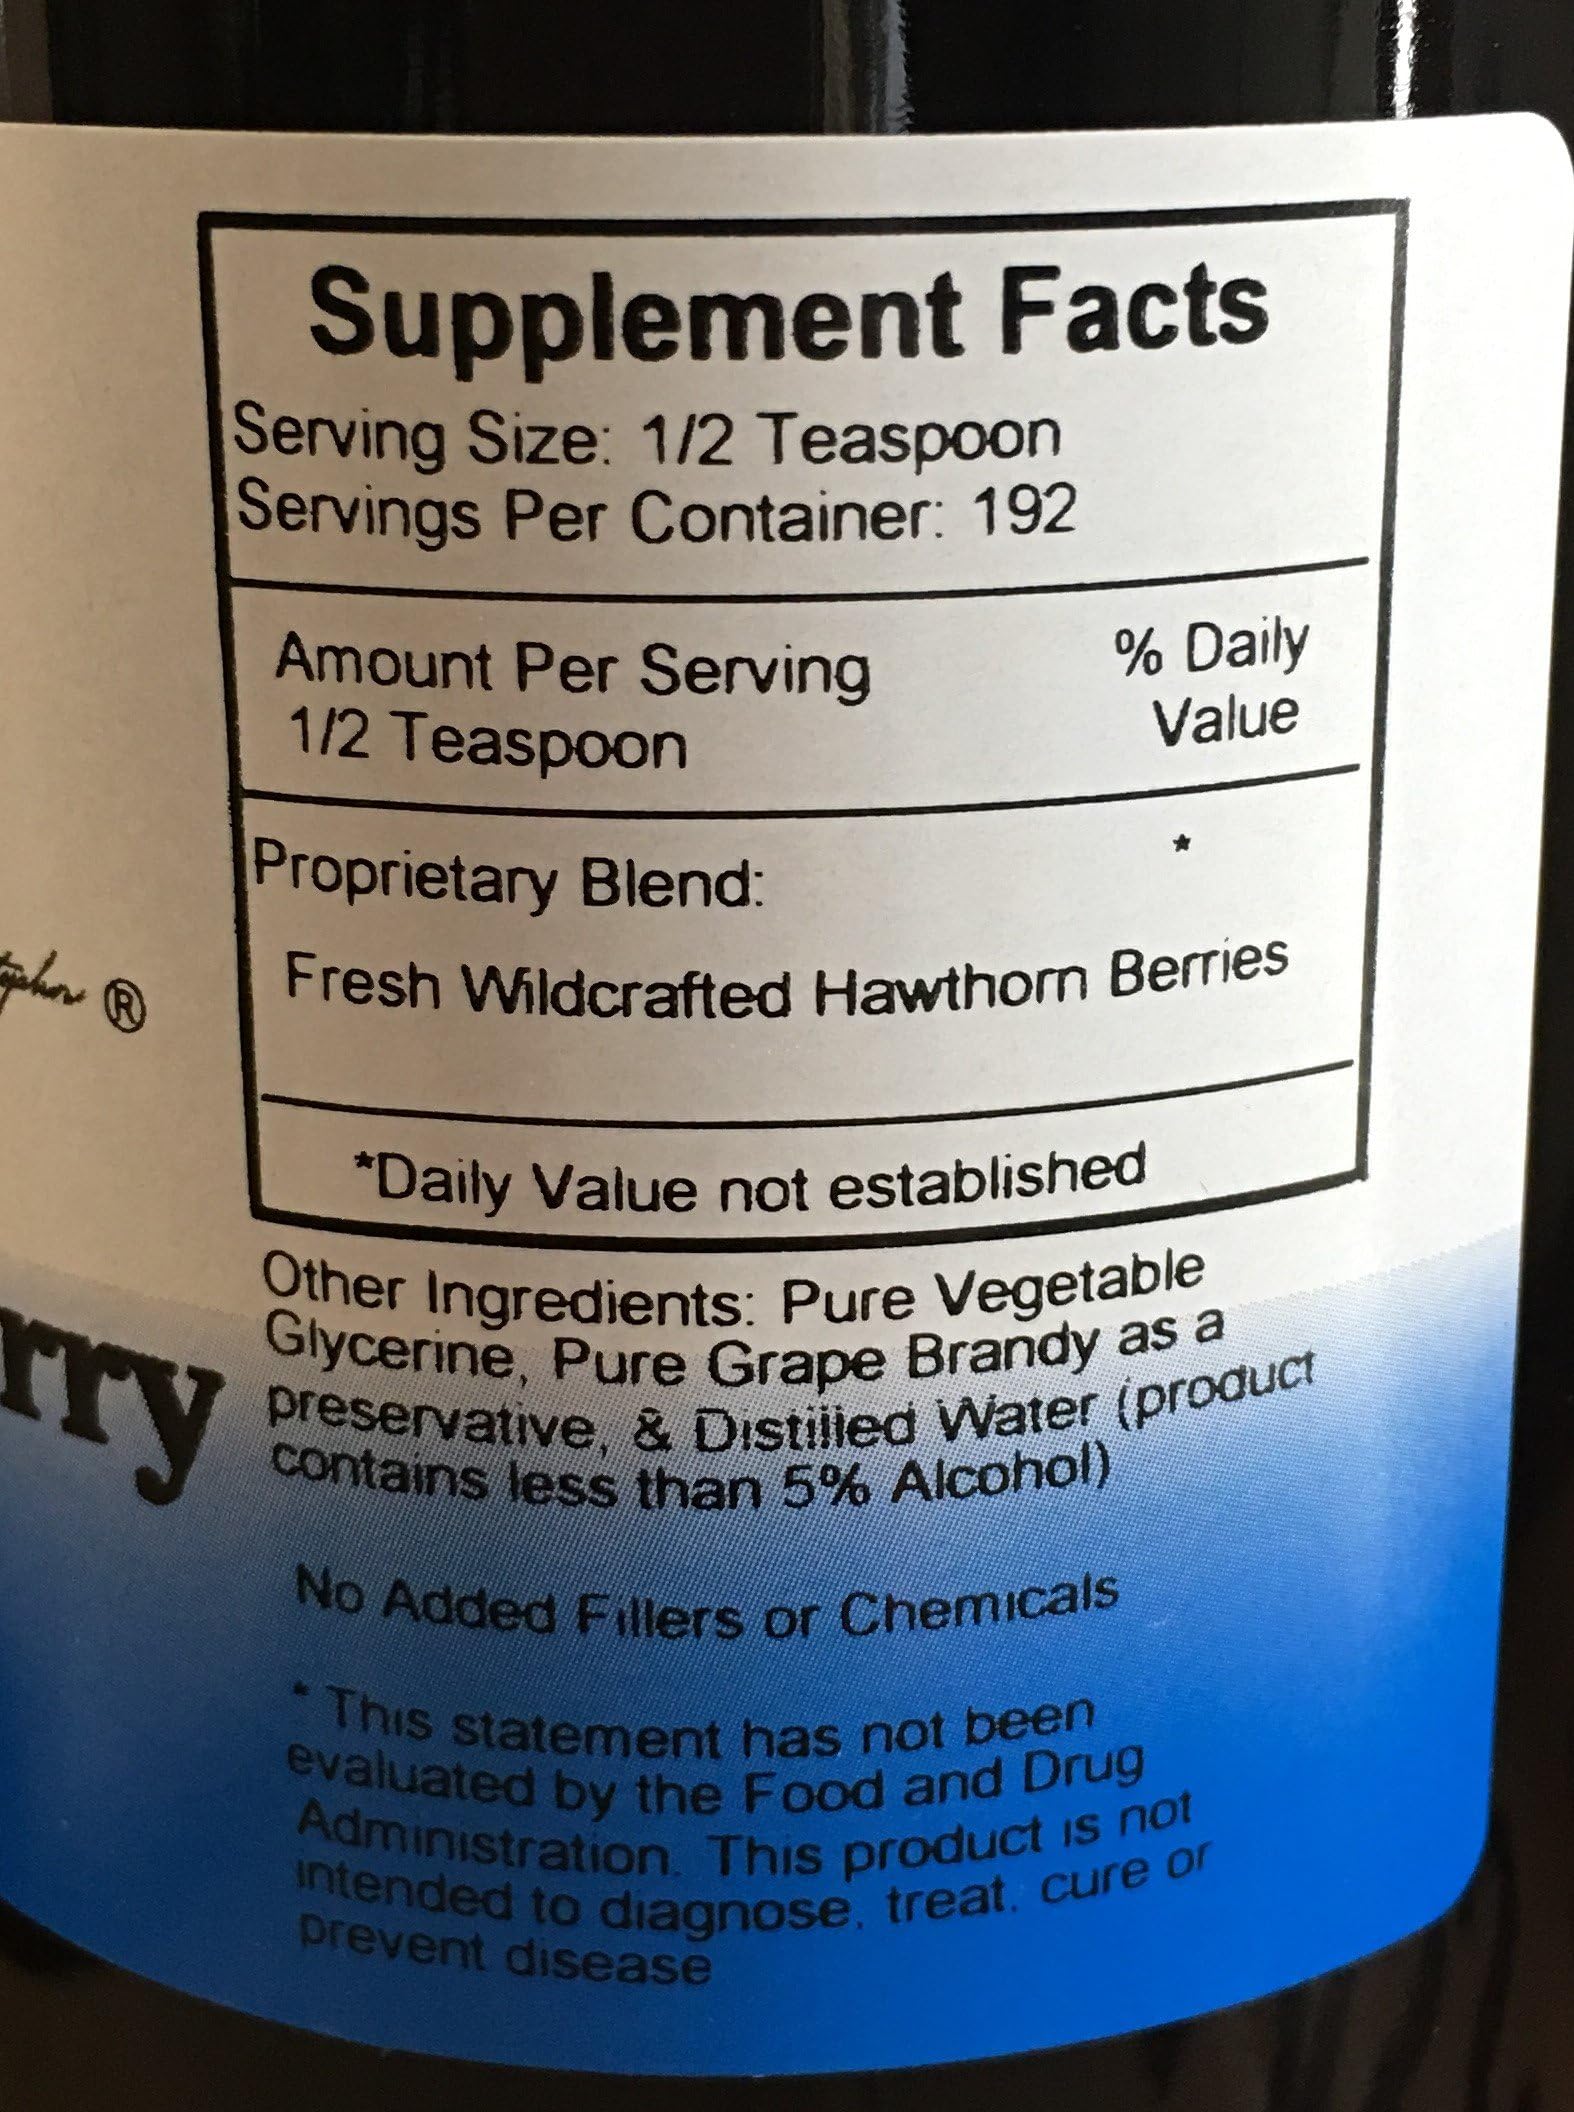 Supplement Facts
Serving Size: 1/2 Teaspoon
Servings Per Container: 192
Amount Per Serving
1/2 Teaspoon
% Daily
Value
Proprietary Blend: *
Fresh Wildcrafted Hawthorn Berries
*Daily Value not established
®
rry
Other Ingredients: Pure Vegetable
Glycerine, Pure Grape Brandy as a
preservative, & Distilled Water (product
contains less than 5% Alcohol)
No Added Fillers or Chemicals
* This statement has not been
evaluated by the Food and Drug
Administration. This product is not
intended to diagnose, treat, cure or
prevent disease